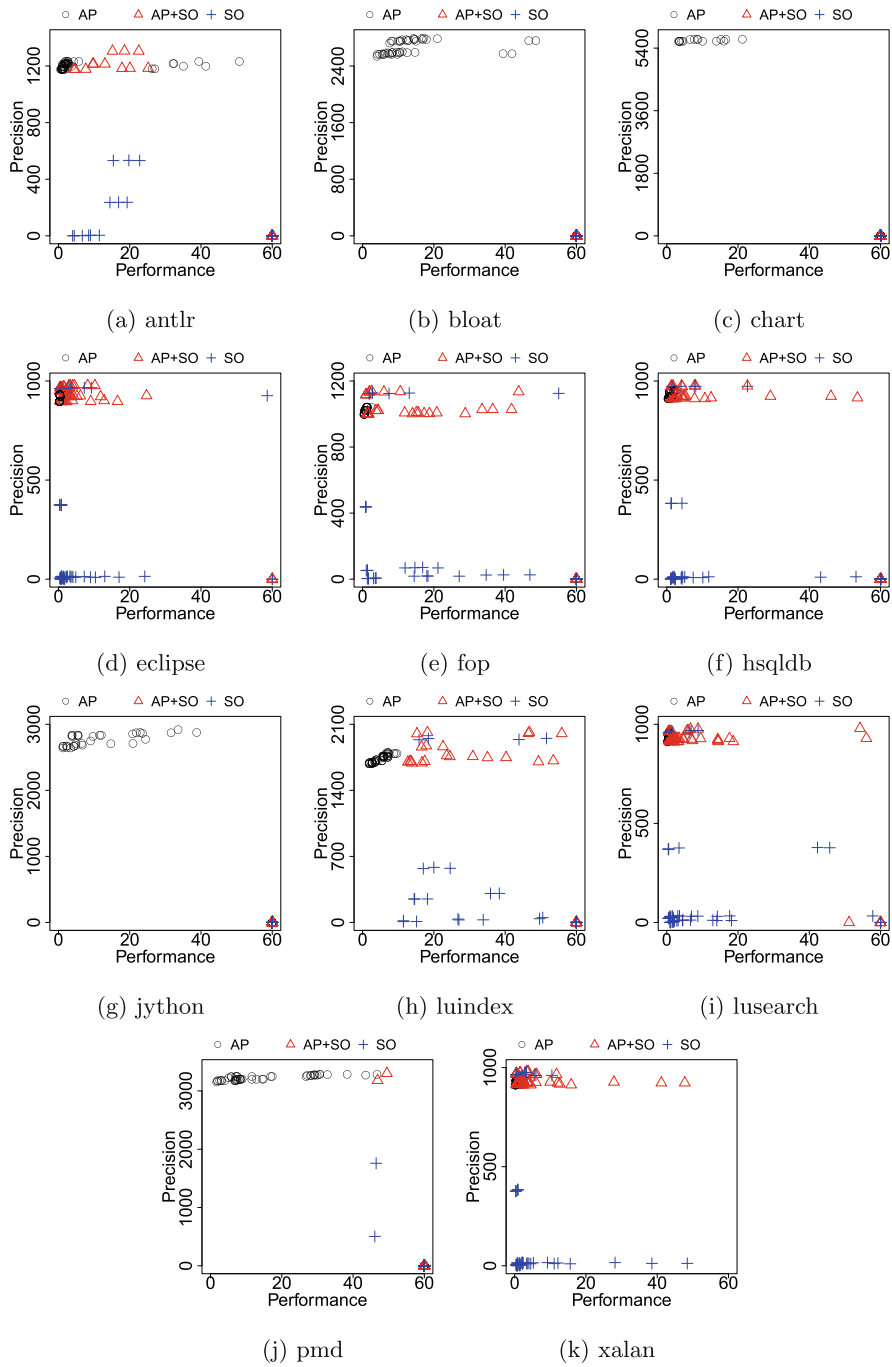 AP AP+SO SO AP AP+SO SO AP AP+SO SO
Precision
0 400 800 1200
0 20 40 60
Performance
Precision
0 800 1600 2400
0 20 40 60
Performance
Precision
0 1800 3600 5400
0 20 40 60
Performance
(a) antlr (b) bloat (c) chart
AP AP+SO SO AP AP+SO SO AP AP+SO SO
Precision
0 500 1000
0 20 40 60
Performance
Precision
0 400 800 1200
0 20 40 60
Performance
Precision
0 500 1000
0 20 40 60
Performance
(d) eclipse (e) fop (f) hsqldb
AP AP+SO SO AP AP+SO SO AP AP+SO SO
Precision
0 1000 2000 3000
0 20 40 60
Performance
Precision
0 700 1400 2100
0 20 40 60
Performance
Precision
0 500 1000
0 20 40 60
Performance
(g) jython (h) luindex (i) lusearch
AP AP+SO SO AP AP+SO SO
Precision
0 1000 2000 3000
0 20 40 60
Performance
Precision
0 500 1000
0 20 40 60
Performance
(j) pmd (k) xalan